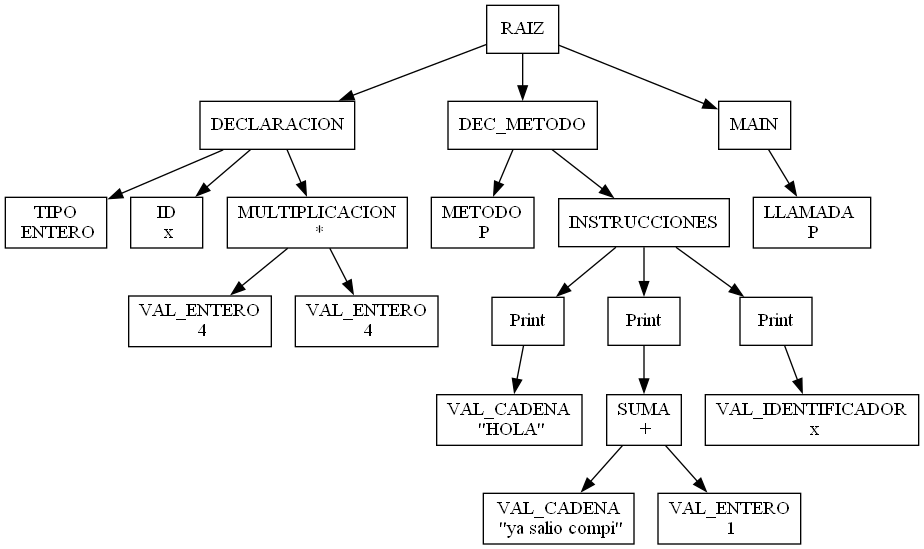 RAIZ
DECLARACION
DEC_METODO
MAIN
TIPO
ENTERO
ID
x
MULTIPLICACION
*
METODO
P
INSTRUCCIONES
LLAMADA
P
VAL_ENTERO
4
VAL_ENTERO
4
Print
Print
Print
VAL_CADENA
"HOLA"
SUMA
+
VAL_IDENTIFICADOR
x
VAL_CADENA
"ya salio compi"
VAL_ENTERO
1